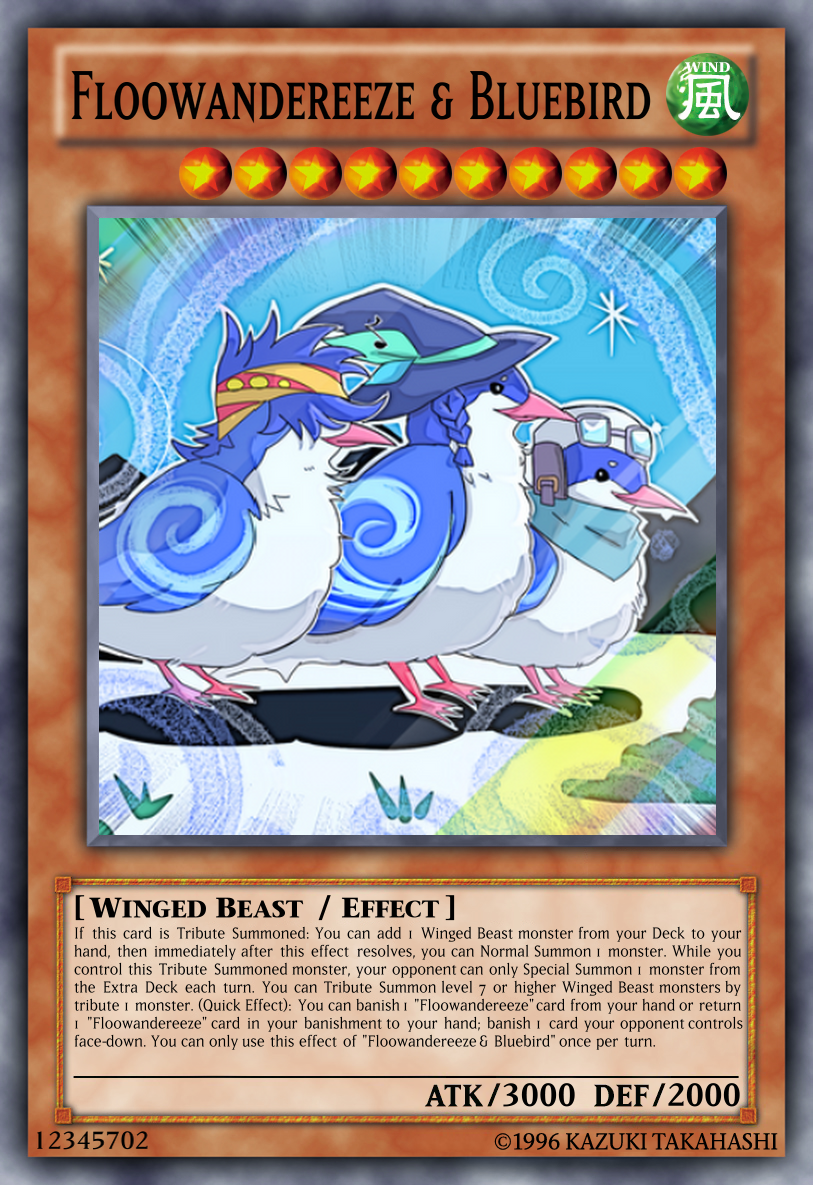 Floowandereeze & Bluebird
WIND
風
[ Winged Beast / Effect ]
If this card is Tribute Summoned: You can add 1 Winged Beast monster from your Deck to your
hand, then immediately after this effect resolves, you can Normal Summon 1 monster. While you
control this Tribute Summoned monster, your opponent can only Special Summon 1 monster from
the Extra Deck each turn. You can Tribute Summon level 7 or higher Winged Beast monsters by
tribute 1 monster. (Quick Effect): You can banish 1 "Floowandereeze" card from your hand or return
1 "Floowandereeze" card in your banishment to your hand; banish 1 card your opponent controls
face-down. You can only use this effect of "Floowandereeze & Bluebird" once per turn.
ATK/3000 DEF/2000
12345702 ©1996 KAZUKI TAKAHASHI